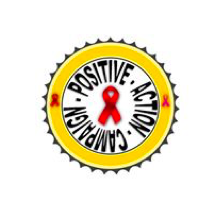 POSITIVE - ACTION - CAMPAIGN -